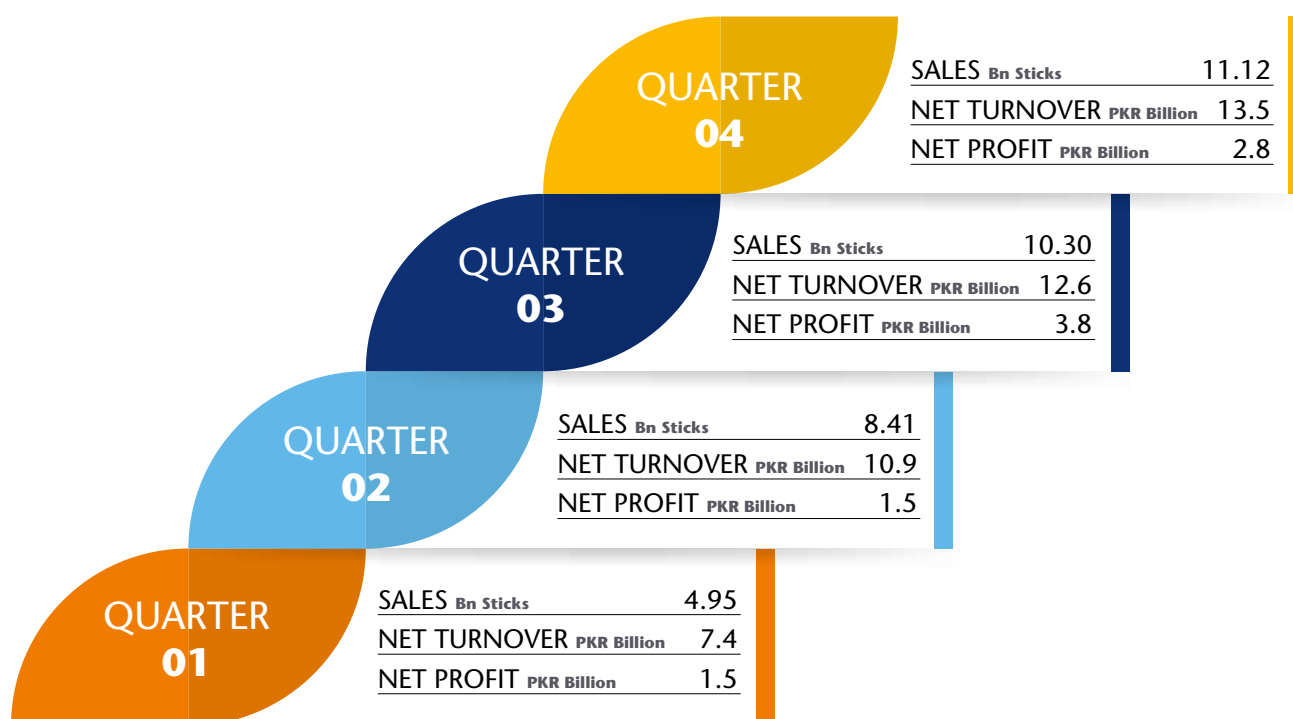 QUARTER
04
SALES Bn Sticks 11.12
NET TURNOVER PKR Billion 13.5
NET PROFIT PKR Billion 2.8
QUARTER
03
SALES Bn Sticks 10.30
NET TURNOVER PKR Billion 12.6
NET PROFIT PKR Billion 3.8
QUARTER
02
SALES Bn Sticks 8.41
NET TURNOVER PKR Billion 10.9
NET PROFIT PKR Billion 1.5
QUARTER
01
SALES Bn Sticks 4.95
NET TURNOVER PKR Billion 7.4
NET PROFIT PKR Billion 1.5